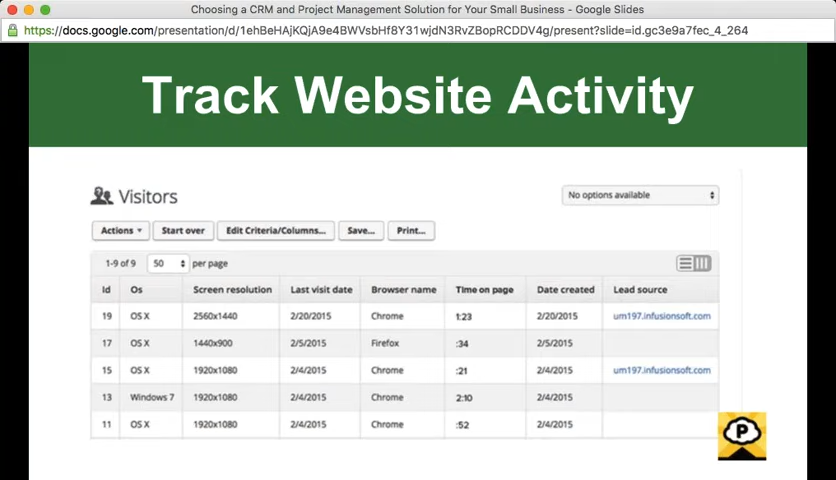 Choosing a CRM and Project Management Solution for Your Small Business - Google Slides
https://docs.google.com/presentation/d/1ehBeHAjKQjA9e4BWVsbHf8Y31wjdN3RvZBopRCDDV4g/present?slide=id.gc3e9a7fec_4_264
Track Website Activity
Visitors
No options available
Actions Start over Edit Criteria/Columns... Save... Print...
1-9 of 9 50 per page
Id Os Screen resolution Last visit date Browser name Time on page Date created Lead source
19 OS X 2560x1440 2/20/2015 Chrome 1:23 2/20/2015 um197.infusionsoft.com
17 OS X 1440x900 2/5/2015 Firefox :34 2/5/2015
15 OS X 1920x1080 2/4/2015 Chrome :21 2/4/2015 um197.infusionsoft.com
13 Windows 7 1920x1080 2/4/2015 Chrome 2:10 2/4/2015
11 OS X 1920x1080 2/4/2015 Chrome :52 2/4/2015
P